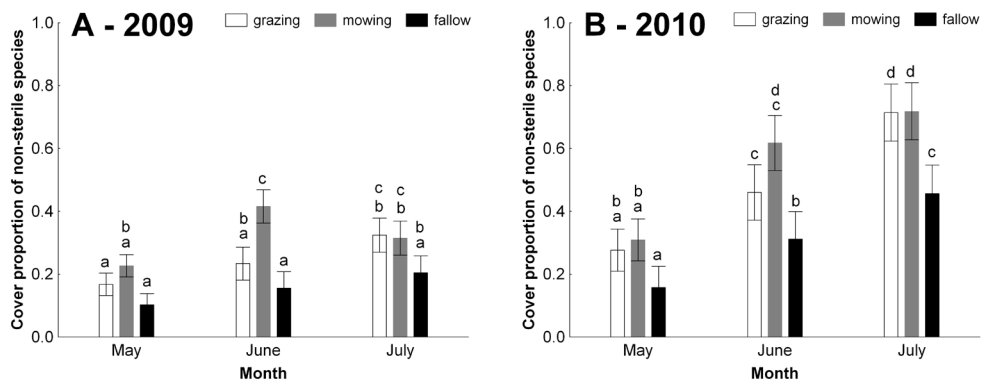 A - 2009
grazing mowing fallow
Cover proportion of non-sterile species
1.0
0.8
0.6
0.4
0.2
0.0
a
b
a
a
b
a
c
a
c
b
c
b
b
a
May June July
Month
B - 2010
grazing mowing fallow
Cover proportion of non-sterile species
1.0
0.8
0.6
0.4
0.2
0.0
b
a
b
a
a
c
d
c
b
d
d
c
May June July
Month